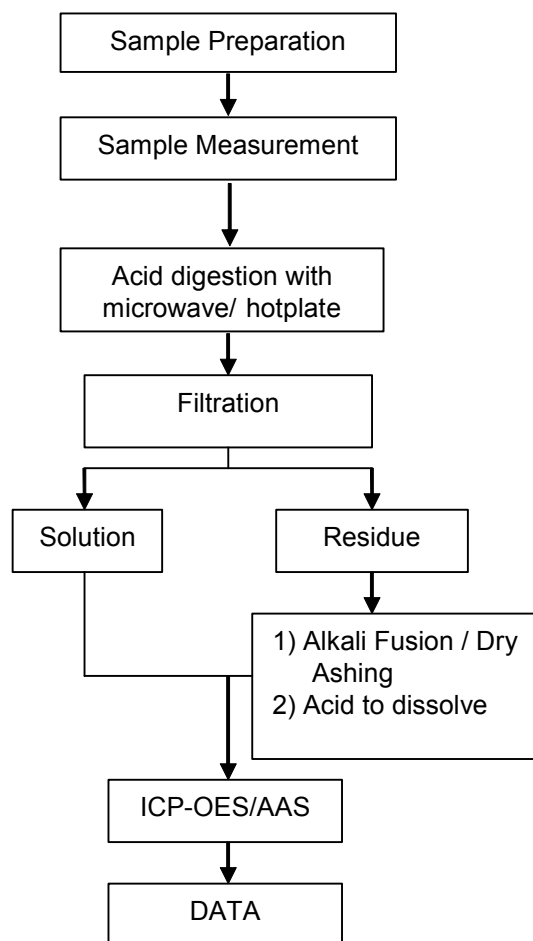 Sample Preparation
Sample Measurement
Acid digestion with
microwave/ hotplate
Filtration
Solution
Residue
1) Alkali Fusion / Dry
Ashing
2) Acid to dissolve
ICP-OES/AAS
DATA